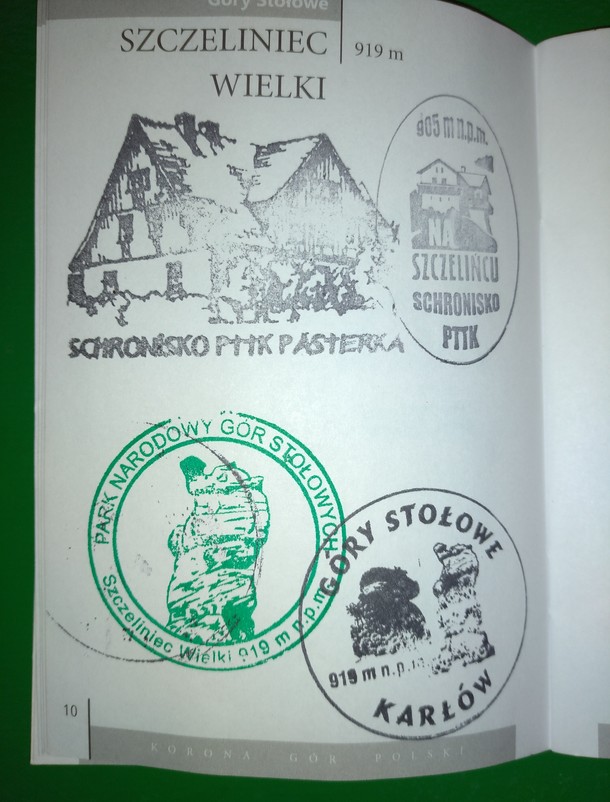 Góry Stołowe
SZCZELINIEC
WIELKI
919 m
905 m n.p.m.
NA
SZCZELIŃCU
SCHRONISKO
PTTK
SCHRONISKO PTTK PASTERKA
PARK NARODOWY GÓR STOŁOWYCH
Szczeliniec Wielki 919 m n.p.m.
GÓRY STOŁOWE
919 m n.p.m.
KARŁÓW
10
KORONA GÓR POLSKI